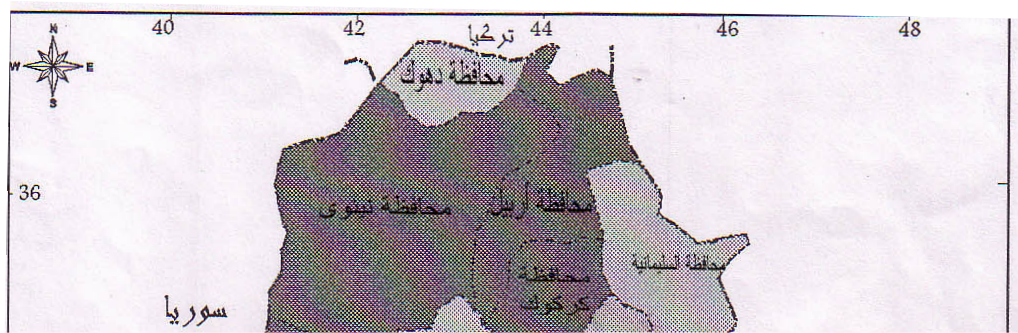 40 42 44 46 48
N
W E
S
تركيا
محافظة دهوك
36
محافظة نينوى
محافظة أربيل
محافظة السليمانية
محافظة
كركوك
سوريا